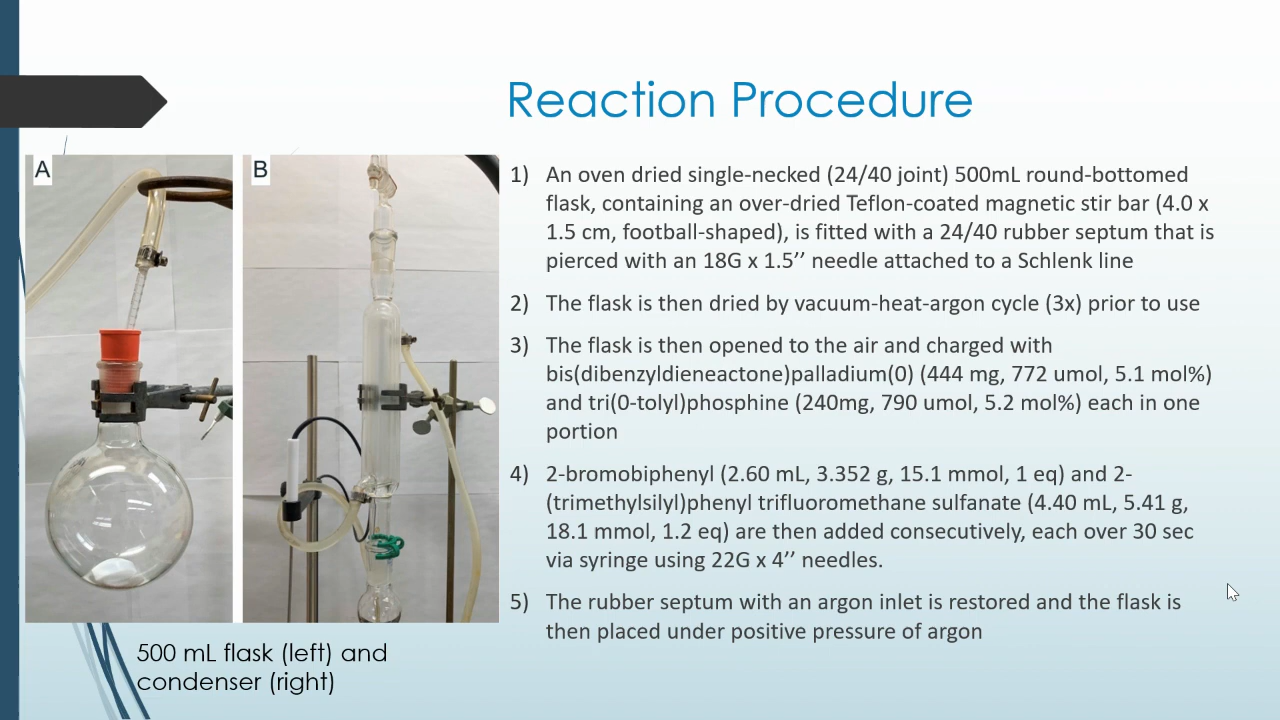 Reaction Procedure
A
B
1) An oven dried single-necked (24/40 joint) 500mL round-bottomed
flask, containing an over-dried Teflon-coated magnetic stir bar (4.0 x
1.5 cm, football-shaped), is fitted with a 24/40 rubber septum that is
pierced with an 18G x 1.5’’ needle attached to a Schlenk line
2) The flask is then dried by vacuum-heat-argon cycle (3x) prior to use
3) The flask is then opened to the air and charged with
bis(dibenzyldieneactone)palladium(0) (444 mg, 772 umol, 5.1 mol%)
and tri(0-tolyl)phosphine (240mg, 790 umol, 5.2 mol%) each in one
portion
4) 2-bromobiphenyl (2.60 mL, 3.352 g, 15.1 mmol, 1 eq) and 2-
(trimethylsilyl)phenyl trifluoromethane sulfanate (4.40 mL, 5.41 g,
18.1 mmol, 1.2 eq) are then added consecutively, each over 30 sec
via syringe using 22G x 4’’ needles.
5) The rubber septum with an argon inlet is restored and the flask is
then placed under positive pressure of argon
500 mL flask (left) and
condenser (right)